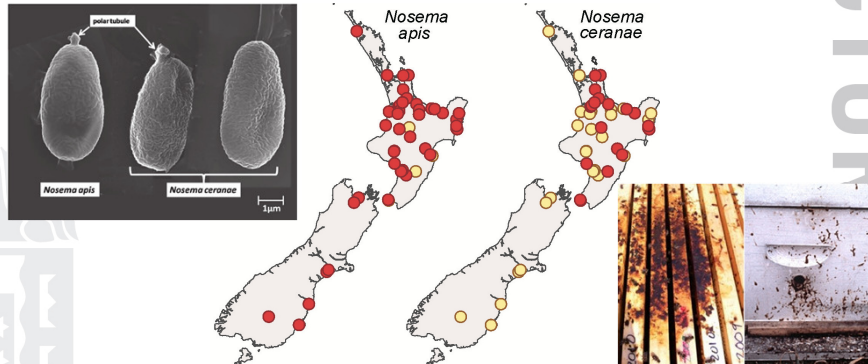 polar tubule
Nosema apis
Nosema ceranae
1µm
Nosema
apis
Nosema
ceranae